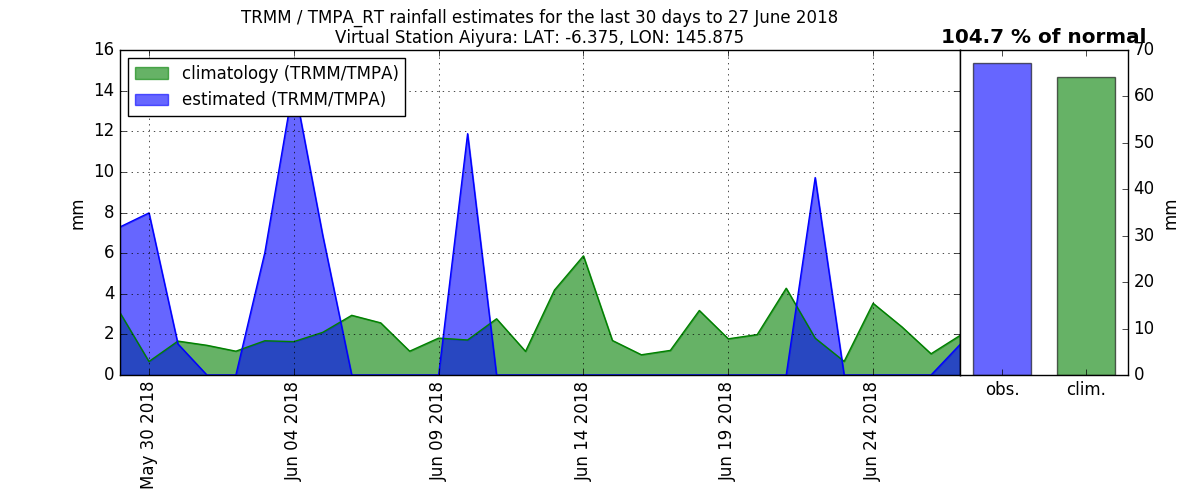 TRMM / TMPA_RT rainfall estimates for the last 30 days to 27 June 2018
Virtual Station Aiyura: LAT: -6.375, LON: 145.875
104.7 % of normal
climatology (TRMM/TMPA)
estimated (TRMM/TMPA)
mm
16
14
12
10
8
6
4
2
0
May 30 2018
Jun 04 2018
Jun 09 2018
Jun 14 2018
Jun 19 2018
Jun 24 2018
obs.
clim.
70
60
50
40
30
20
10
0
mm